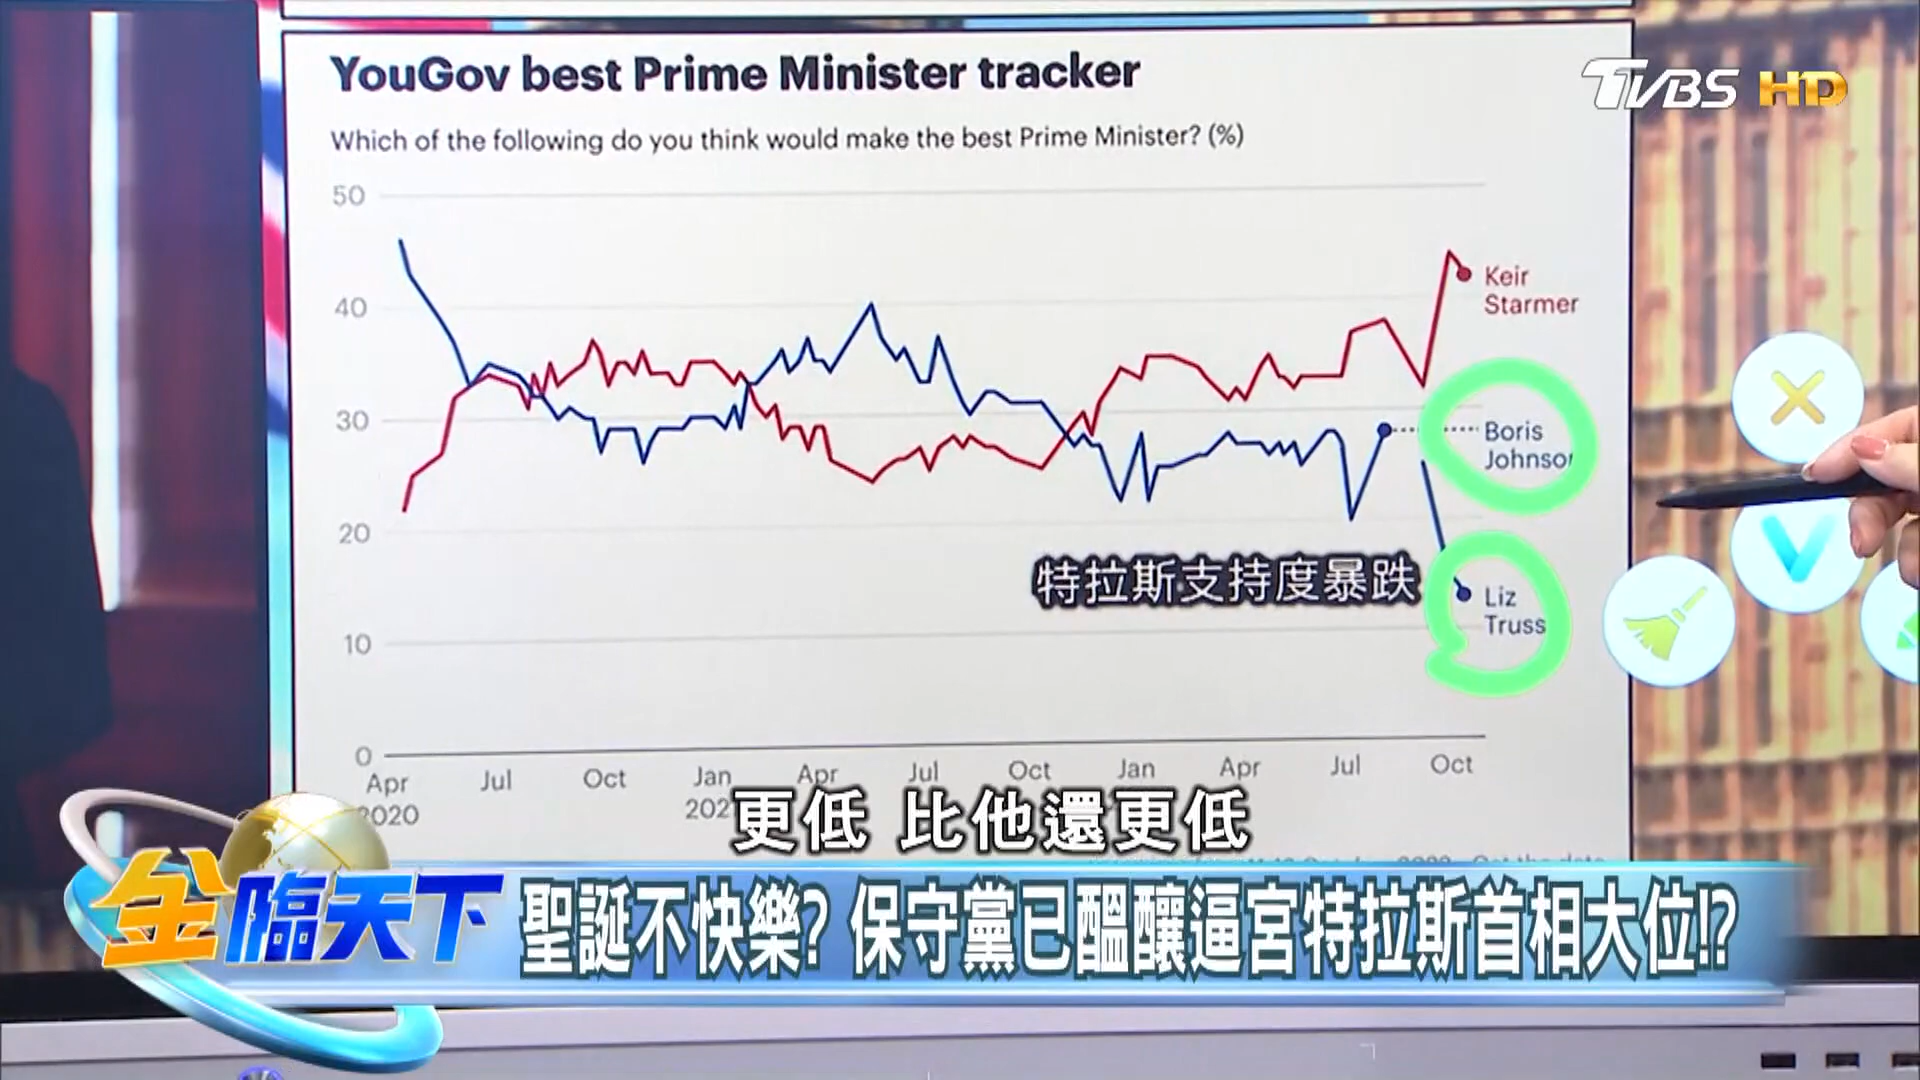 YouGov best Prime Minister tracker
TVBS HD
Which of the following do you think would make the best Prime Minister? (%)
50
40
30
20
10
0
Keir
Starmer
Boris
Johnso
Liz
Truss
特拉斯支持度暴跌
Apr
2020
Jul
Oct
Jan
202
Apr
Jul
Oct
Jan
Apr
Jul
Oct
更低 比他還更低
金臨天下
聖誕不快樂? 保守黨已醞釀逼宮特拉斯首相大位!?